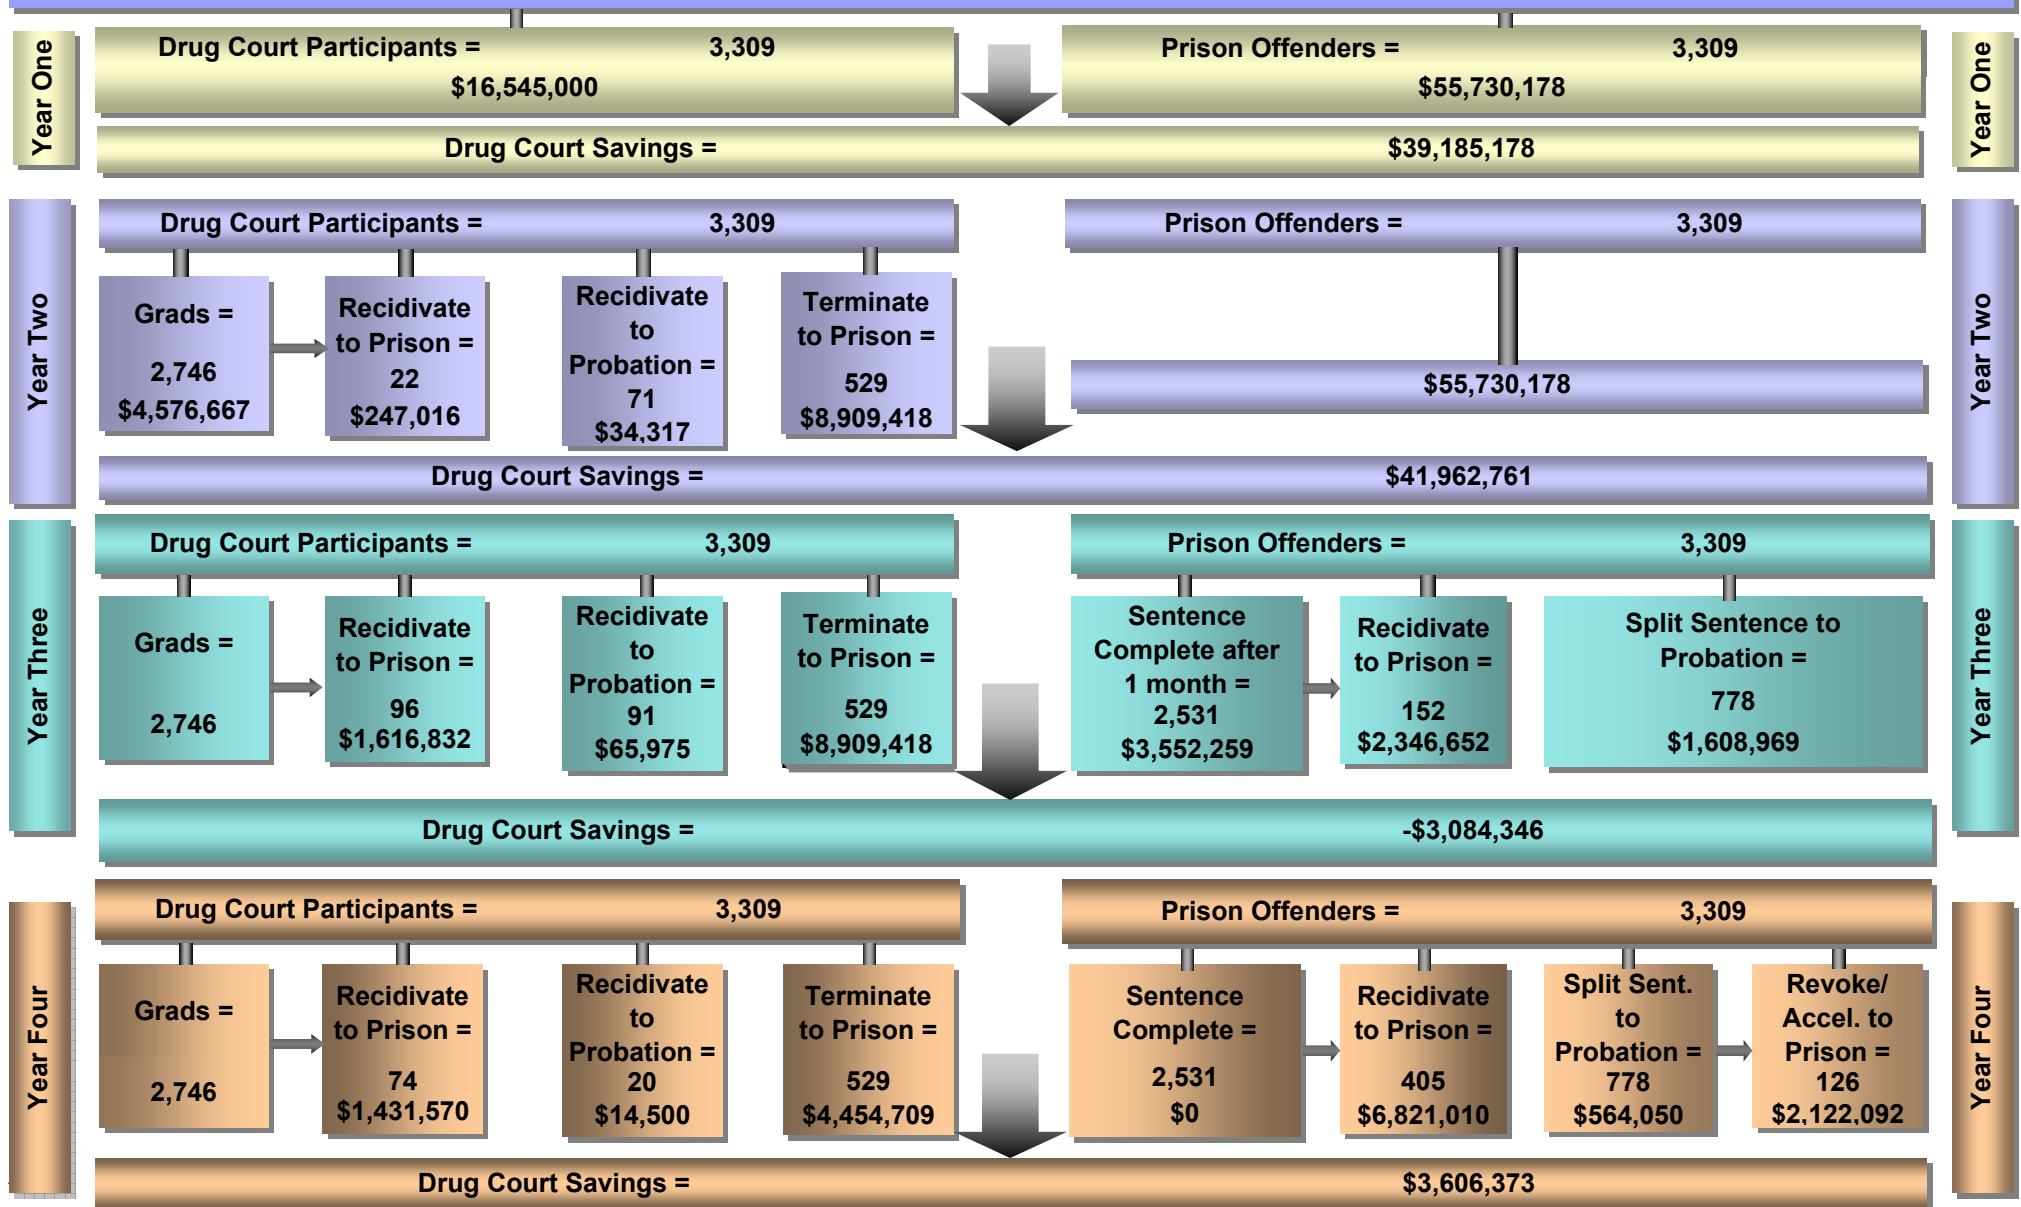 Year One
Drug Court Participants = 3,309
$16,545,000
Prison Offenders = 3,309
$55,730,178
Year One
Drug Court Savings = $39,185,178
Year Two
Drug Court Participants = 3,309
Prison Offenders = 3,309
Year Two
Grads =
2,746
$4,576,667
Recidivate
to Prison =
22
$247,016
Recidivate
to
Probation =
71
$34,317
Terminate
to Prison =
529
$8,909,418
$55,730,178
Drug Court Savings = $41,962,761
Year Three
Drug Court Participants = 3,309
Prison Offenders = 3,309
Year Three
Grads =
2,746
Recidivate
to Prison =
96
$1,616,832
Recidivate
to
Probation =
91
$65,975
Terminate
to Prison =
529
$8,909,418
Sentence
Complete after
1 month =
2,531
$3,552,259
Recidivate
to Prison =
152
$2,346,652
Split Sentence to
Probation =
778
$1,608,969
Drug Court Savings = -$3,084,346
Year Four
Drug Court Participants = 3,309
Prison Offenders = 3,309
Year Four
Grads =
2,746
Recidivate
to Prison =
74
$1,431,570
Recidivate
to
Probation =
20
$14,500
Terminate
to Prison =
529
$4,454,709
Sentence
Complete =
2,531
$0
Recidivate
to Prison =
405
$6,821,010
Split Sent.
to
Probation =
778
$564,050
Revoke/
Accel. to
Prison =
126
$2,122,092
Drug Court Savings = $3,606,373